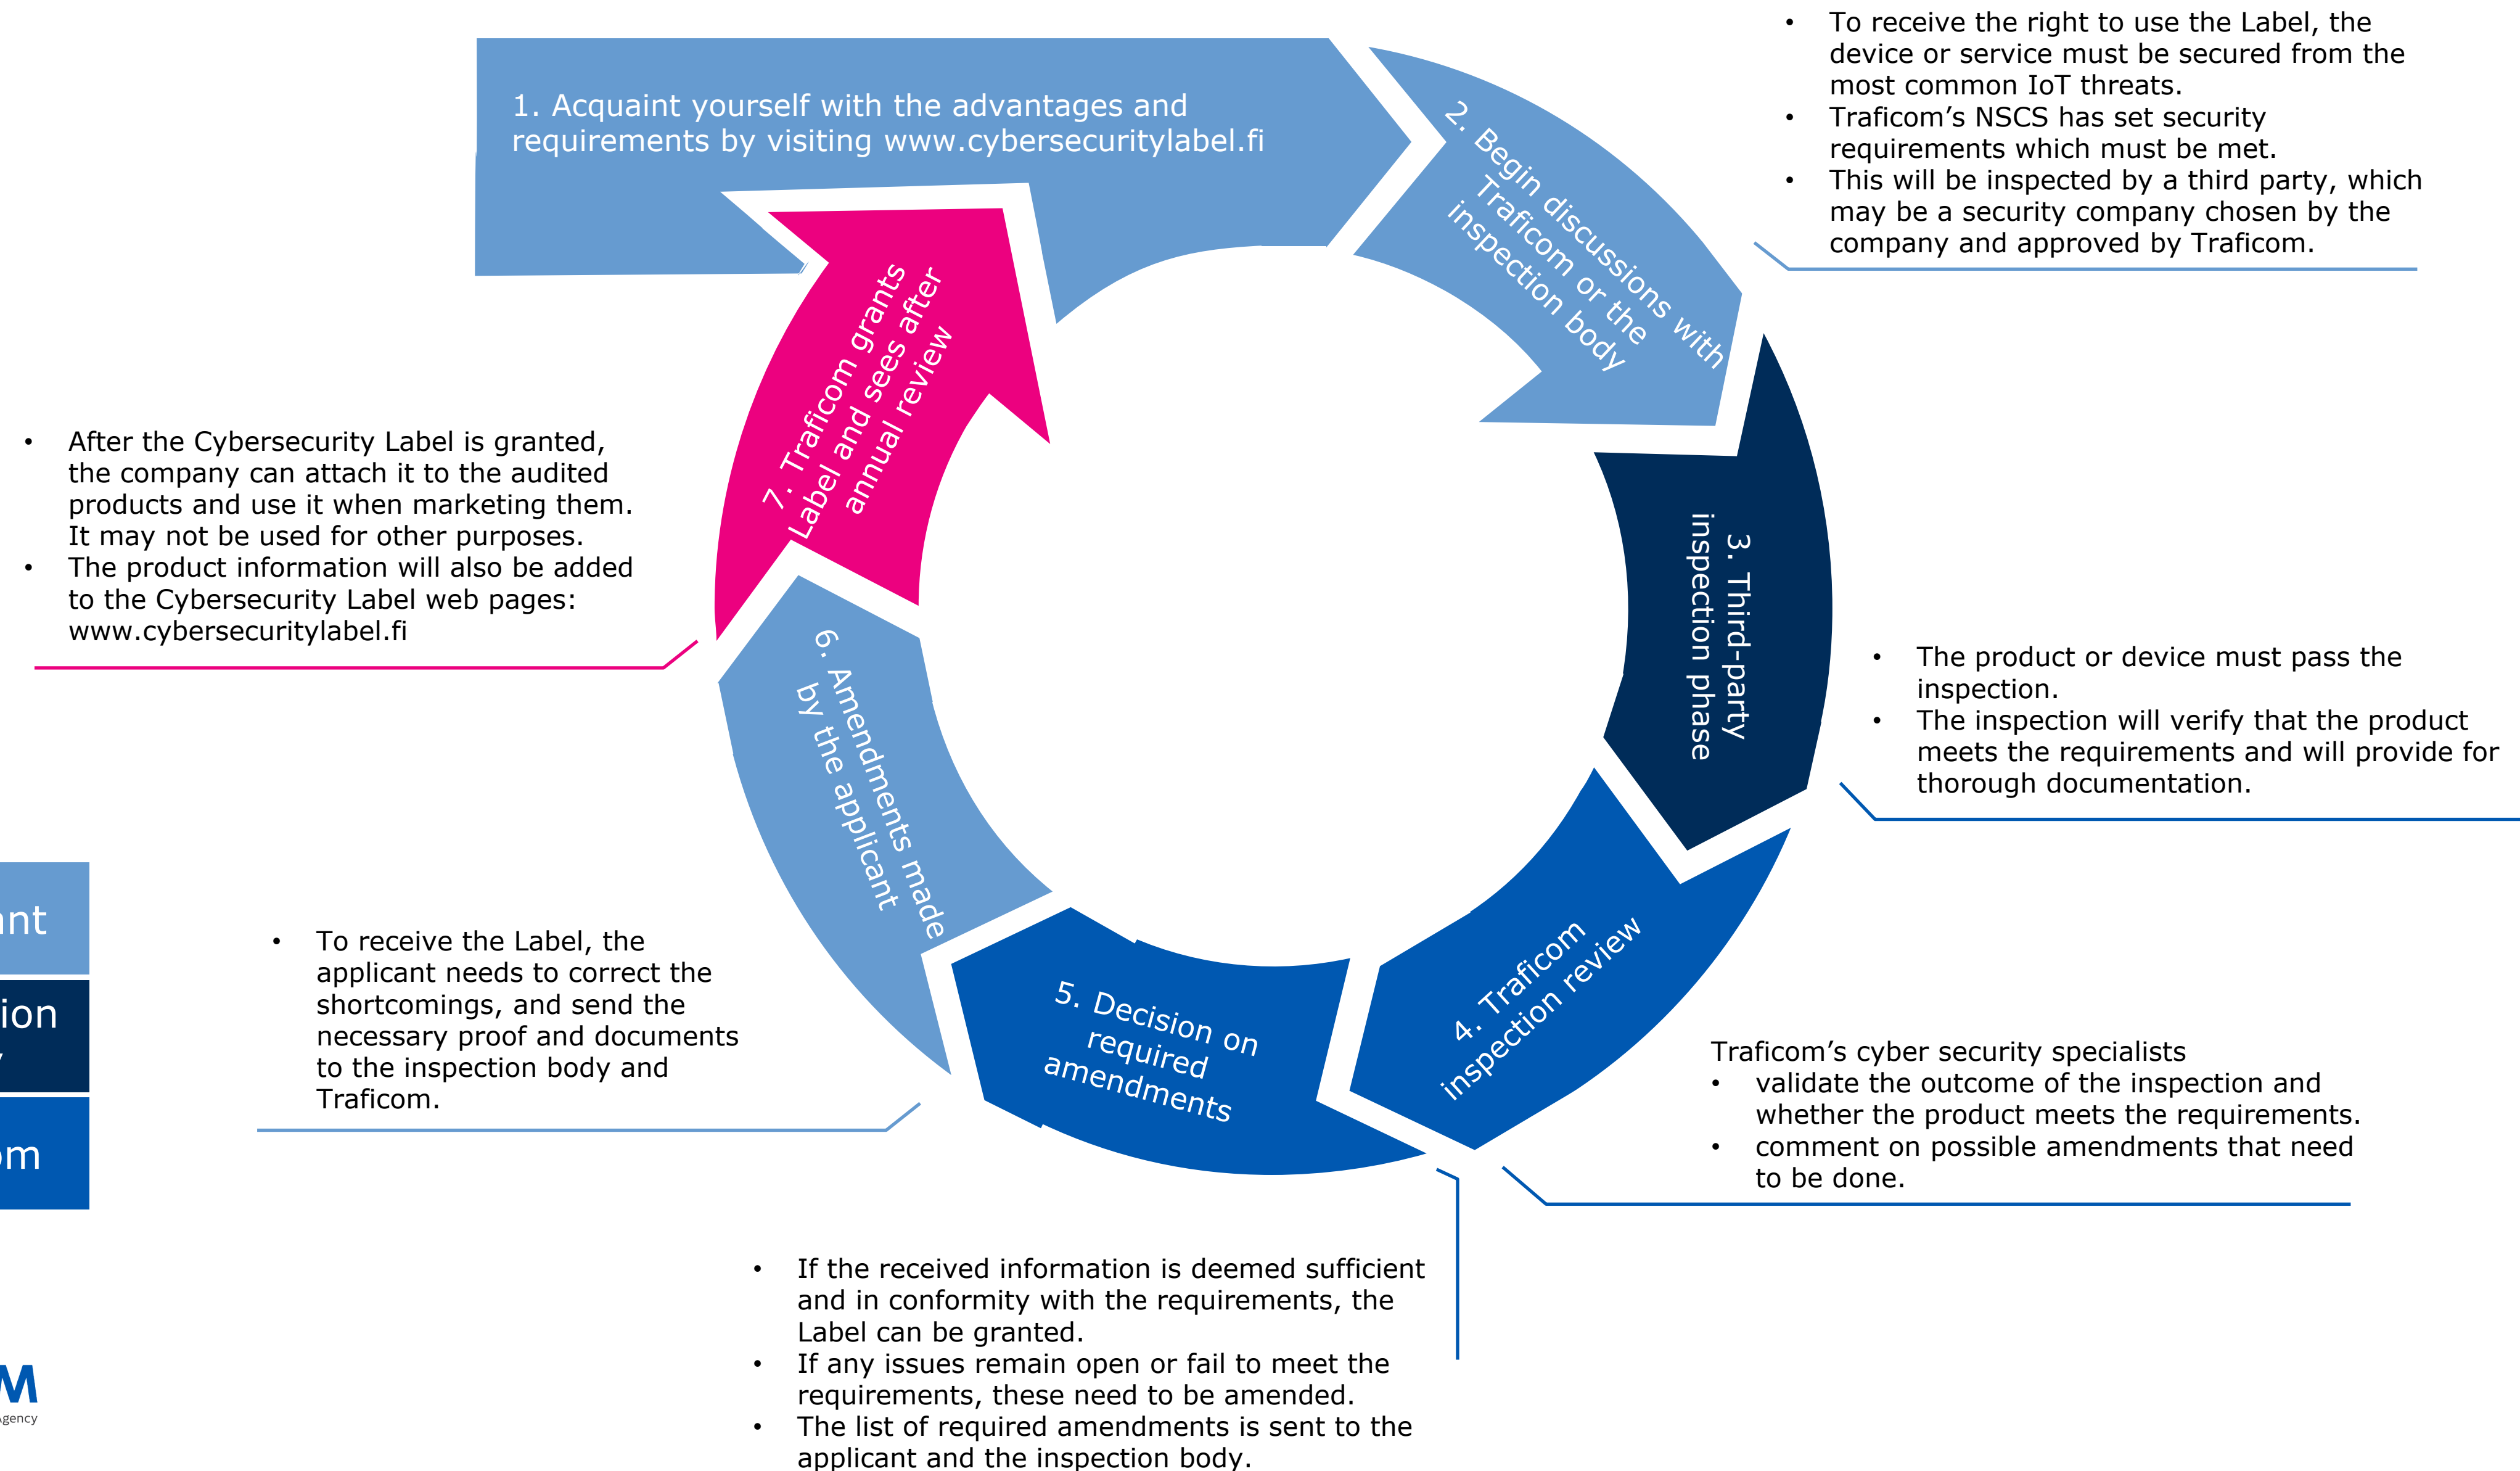 1. Acquaint yourself with the advantages and
requirements by visiting www.cybersecuritylabel.fi
2. Begin discussions with
Traficom or the
inspection body
• To receive the right to use the Label, the
device or service must be secured from the
most common IoT threats.
• Traficom’s NSCS has set security
requirements which must be met.
• This will be inspected by a third party, which
may be a security company chosen by the
company and approved by Traficom.
3. Third-party
inspection phase
• The product or device must pass the
inspection.
• The inspection will verify that the product
meets the requirements and will provide for
thorough documentation.
4. Traficom
inspection review
Traficom’s cyber security specialists
• validate the outcome of the inspection and
whether the product meets the requirements.
• comment on possible amendments that need
to be done.
5. Decision on
required
amendments
• If the received information is deemed sufficient
and in conformity with the requirements, the
Label can be granted.
• If any issues remain open or fail to meet the
requirements, these need to be amended.
• The list of required amendments is sent to the
applicant and the inspection body.
6. Amendments made
by the applicant
• To receive the Label, the
applicant needs to correct the
shortcomings, and send the
necessary proof and documents
to the inspection body and
Traficom.
7. Traficom grants
Label and sees after
annual review
• After the Cybersecurity Label is granted,
the company can attach it to the audited
products and use it when marketing them.
It may not be used for other purposes.
• The product information will also be added
to the Cybersecurity Label web pages:
www.cybersecuritylabel.fi
ant
ion
om
M
Agency